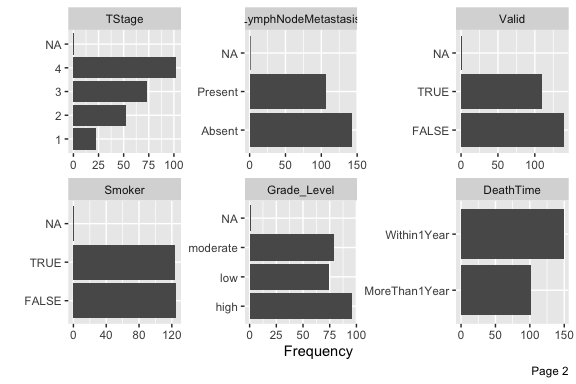 TStage
NA
4
3
2
1
0 25 50 75 100
LymphNodeMetastasis
NA
Present
Absent
0 50 100 150
Valid
NA
TRUE
FALSE
0 50 100
Smoker
NA
TRUE
FALSE
0 40 80 120
Grade_Level
NA
moderate
low
high
0 25 50 75 100
DeathTime
Within1Year
MoreThan1Year
0 50 100 150
Frequency
Page 2